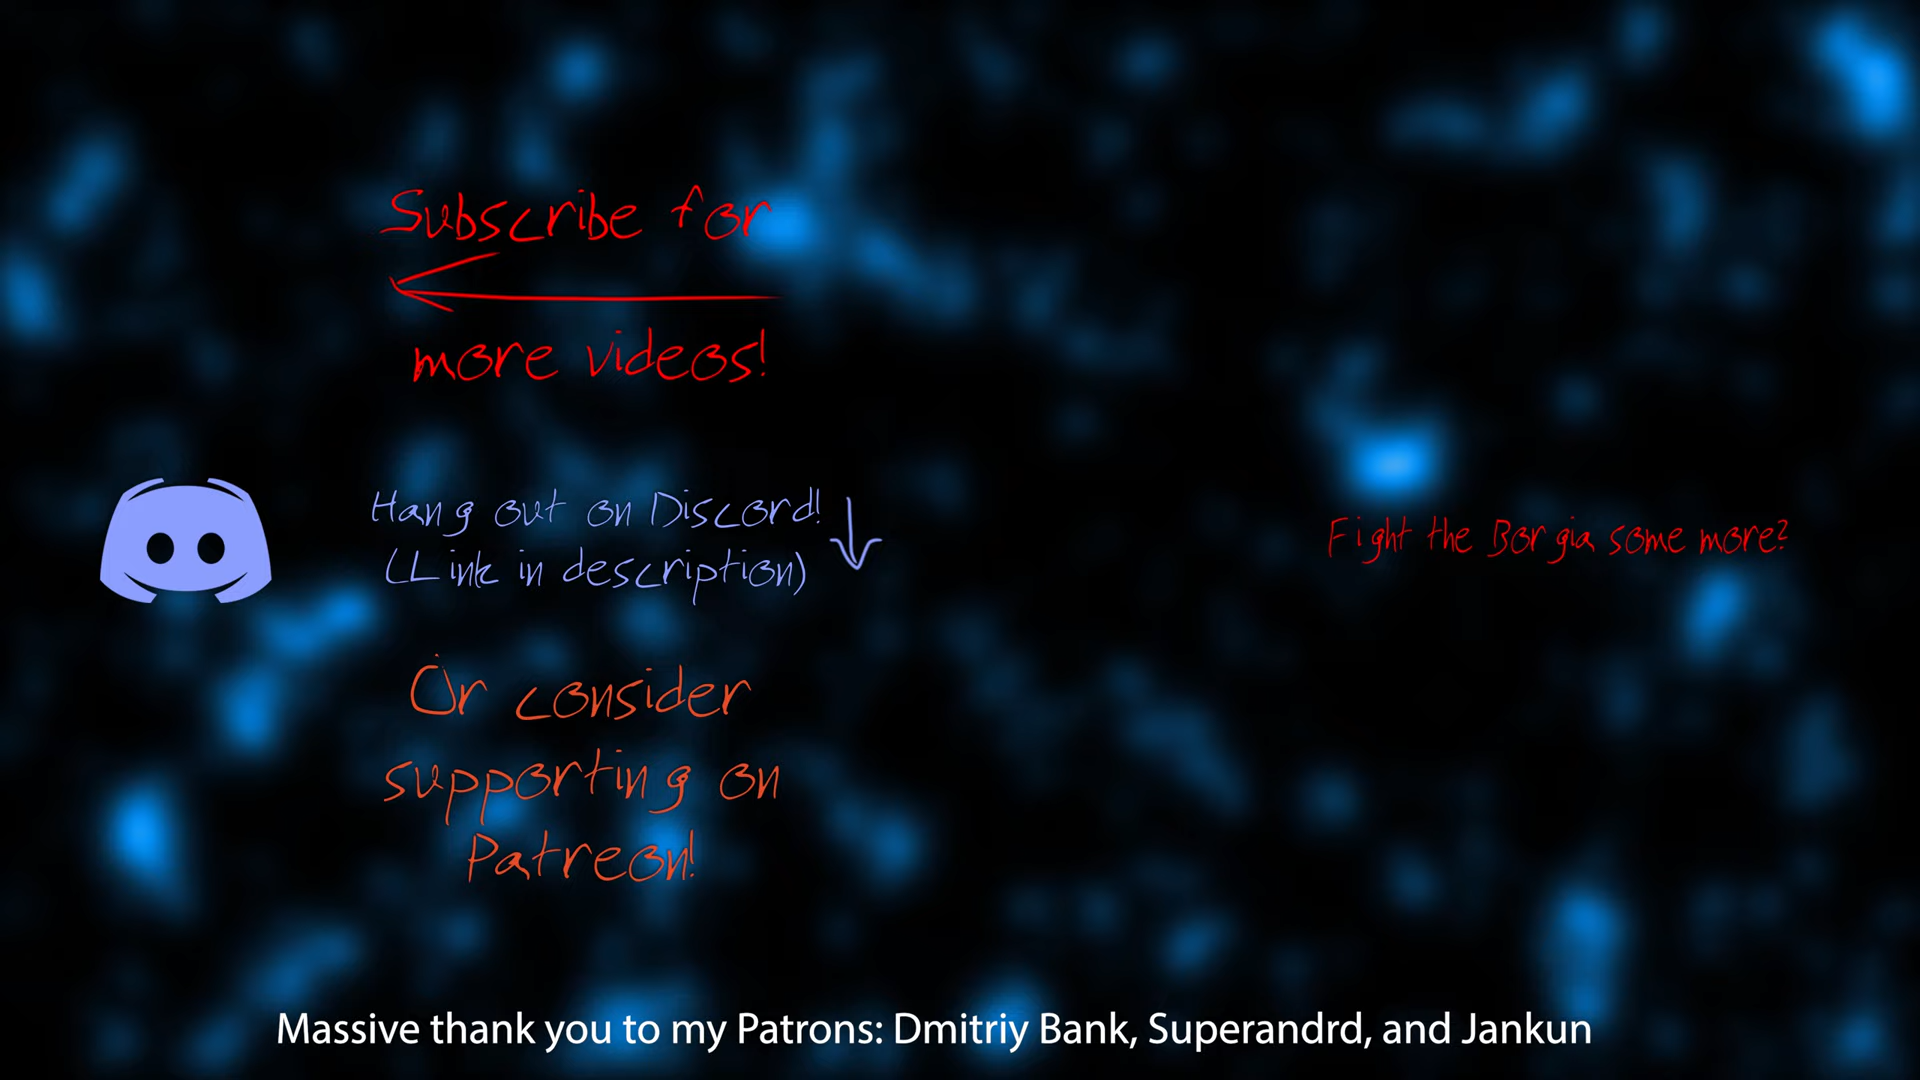 Subscribe for
more videos!
Hang out on Discord!
(Link in description)
Or consider
supporting on
Patreon!
Fight the Borgia some more?
Massive thank you to my Patrons: Dmitriy Bank, Superandrd, and Jankun